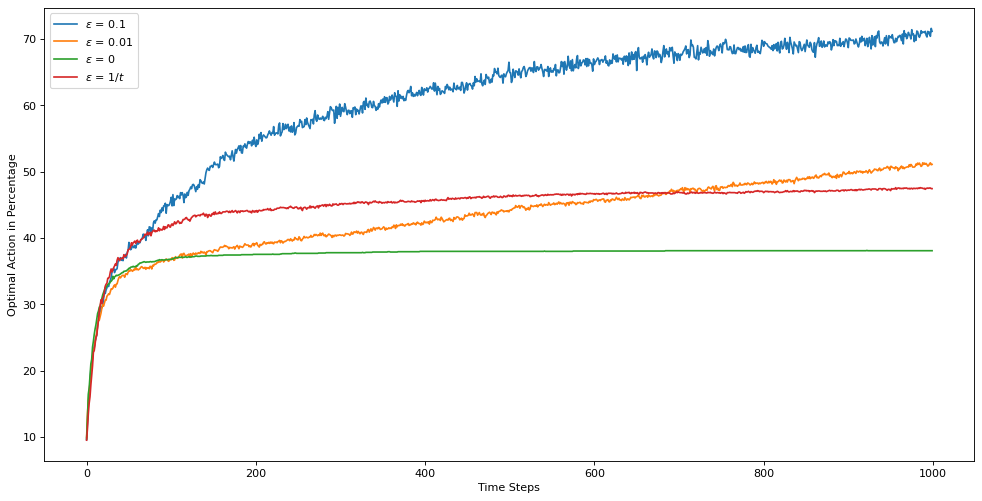 ε = 0.1
ε = 0.01
ε = 0
ε = 1/t
70
60
50
40
30
20
10
Optimal Action in Percentage
0 200 400 600 800 1000
Time Steps